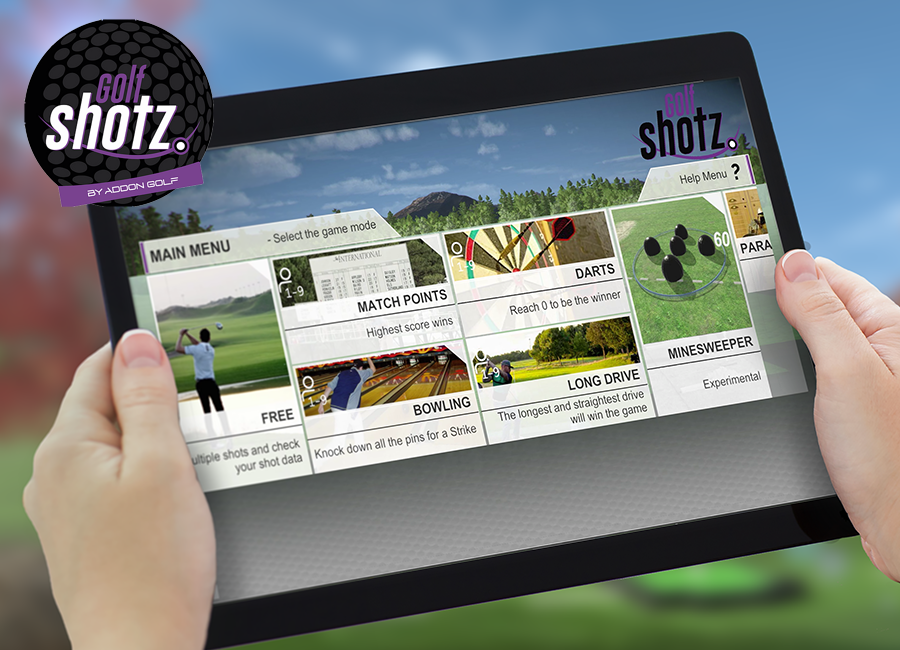 golf
shotz.
BY ADDON GOLF
golf
shotz.
Help Menu ?
MAIN MENU - Select the game mode
FREE
ultiple shots and check
your shot data
1-9
INTERNATIONAL
MATCH POINTS
Highest score wins
1-9
BOWLING
Knock down all the pins for a Strike
DARTS
Reach 0 to be the winner
1-9
LONG DRIVE
The longest and straightest drive
will win the game
60
MINESWEEPER
Experimental
PARA